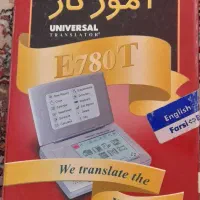 آموزگار
UNIVERSAL
TRANSLATOR
E780T
English
Farsi
We translate the